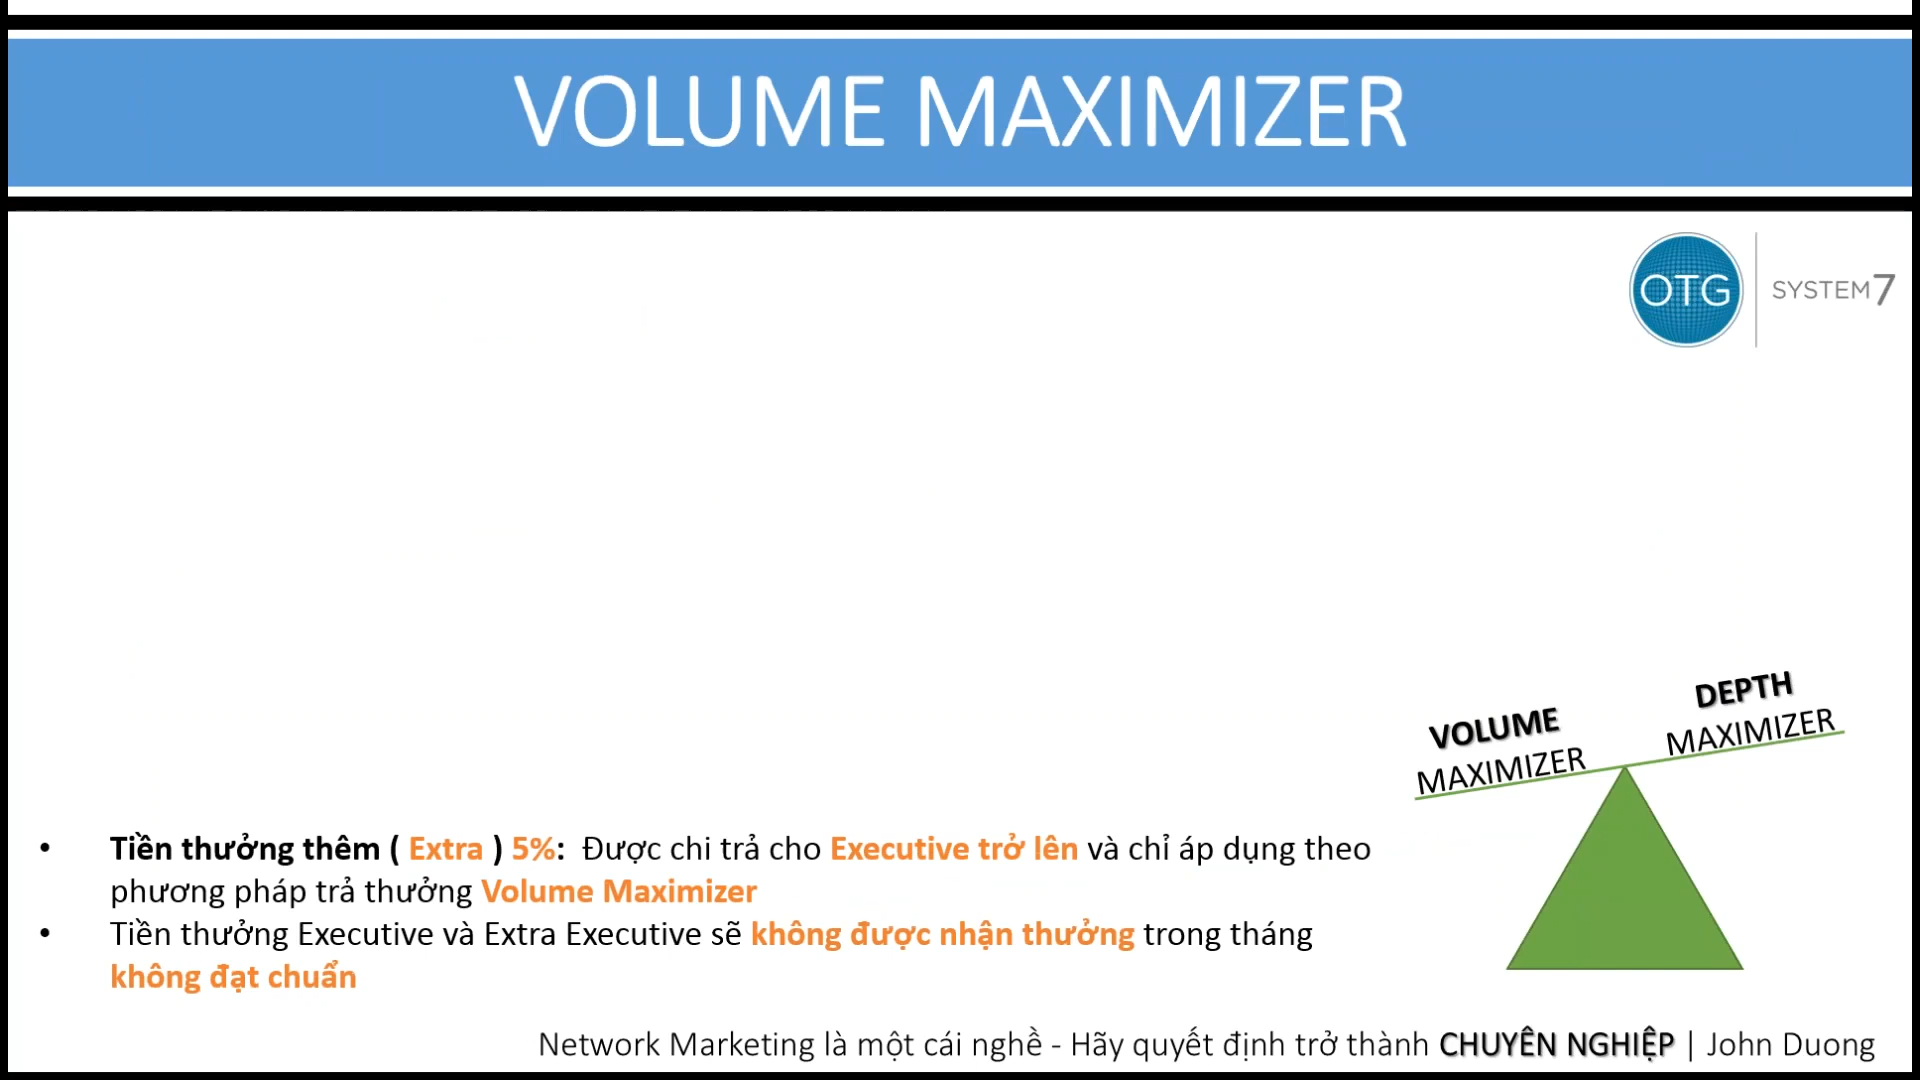 VOLUME MAXIMIZER
OTG
SYSTEM7
DEPTH
MAXIMIZER
VOLUME
MAXIMIZER
• Tiền thưởng thêm ( Extra ) 5%: Được chi trả cho Executive trở lên và chỉ áp dụng theo
phương pháp trả thưởng Volume Maximizer
• Tiền thưởng Executive và Extra Executive sẽ không được nhận thưởng trong tháng
không đạt chuẩn
Network Marketing là một cái nghề - Hãy quyết định trở thành CHUYÊN NGHIỆP | John Duong